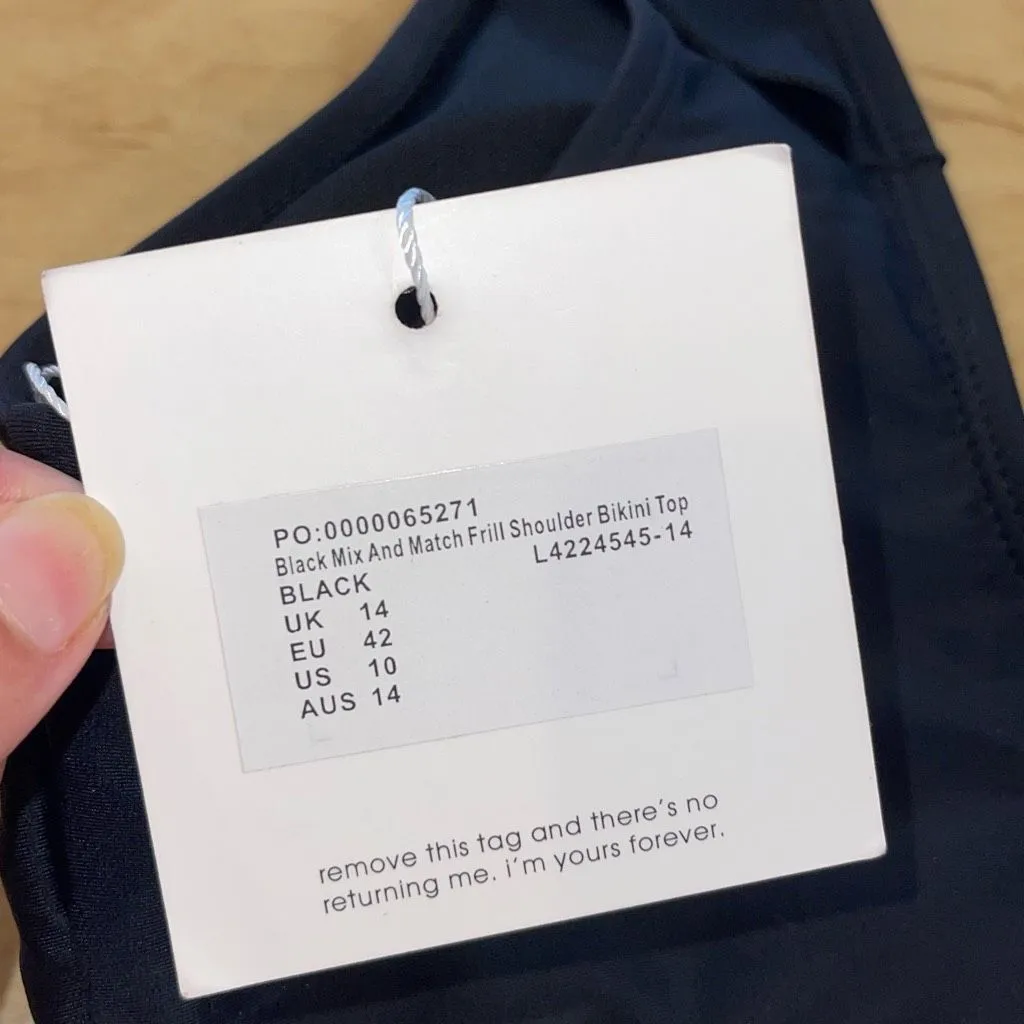 PO:0000065271
Black Mix And Match Frill Shoulder Bikini Top
BLACK L4224545-14
UK 14
EU 42
US 10
AUS 14
remove this tag and there's no
returning me. i'm yours forever.